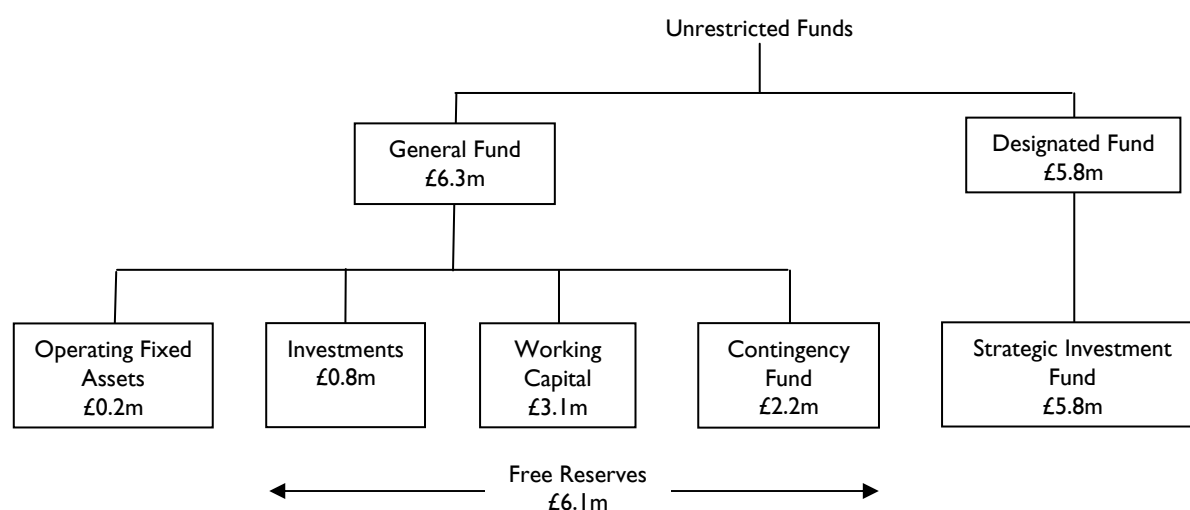 Unrestricted Funds
General Fund
£6.3m
Designated Fund
£5.8m
Operating Fixed
Assets
£0.2m
Investments
£0.8m
Working
Capital
£3.1m
Contingency
Fund
£2.2m
Strategic Investment
Fund
£5.8m
Free Reserves
£6.1m